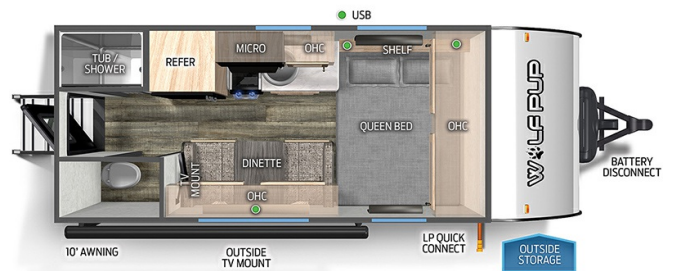 USB
TUB /
SHOWER
REFER
MICRO
OHC
SHELF
QUEEN BED
OHC
WOLF PUP
TV
MOUNT
DINETTE
OHC
BATTERY
DISCONNECT
10' AWNING
OUTSIDE
TV MOUNT
LP QUICK
CONNECT
OUTSIDE
STORAGE